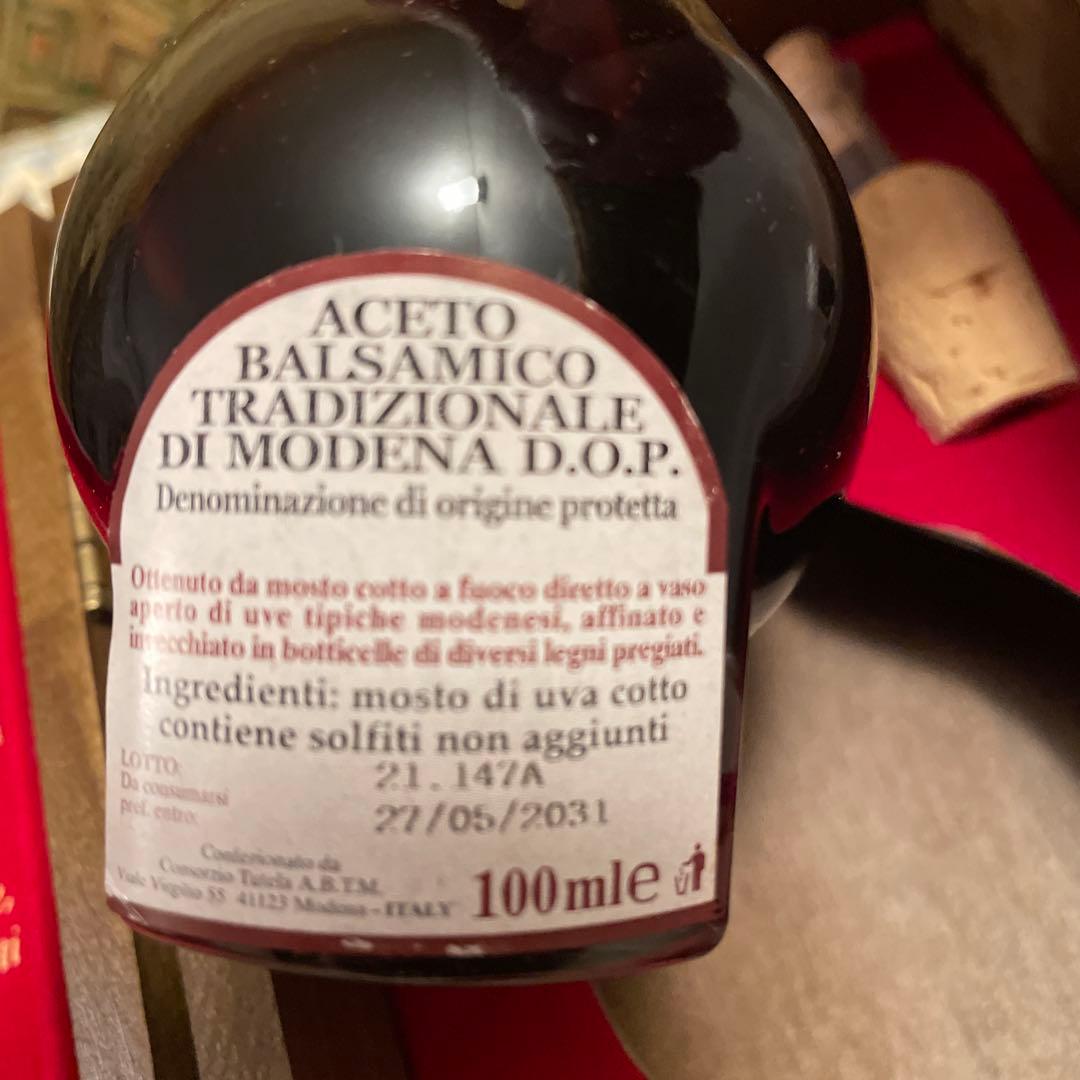 ACETO
BALSAMICO
TRADIZIONALE
DI MODENA D.O.P.
Denominazione di origine protetta
Ottenuto da mosto cotto a fuoco diretto a vaso
aperto di uve tipiche modenesi, affinato e
invecchiato in botticelle di diversi legni pregiati.
Ingredienti: mosto di uva cotto
contiene solfiti non aggiunti
LOTTO: 21.147A
Da consumarsi
pref. entro: 27/05/2031
Confezionato da
Consorzio Tutela A.B.T.M.
Viale Virgilio 55 41123 Modena - ITALY
100 ml e